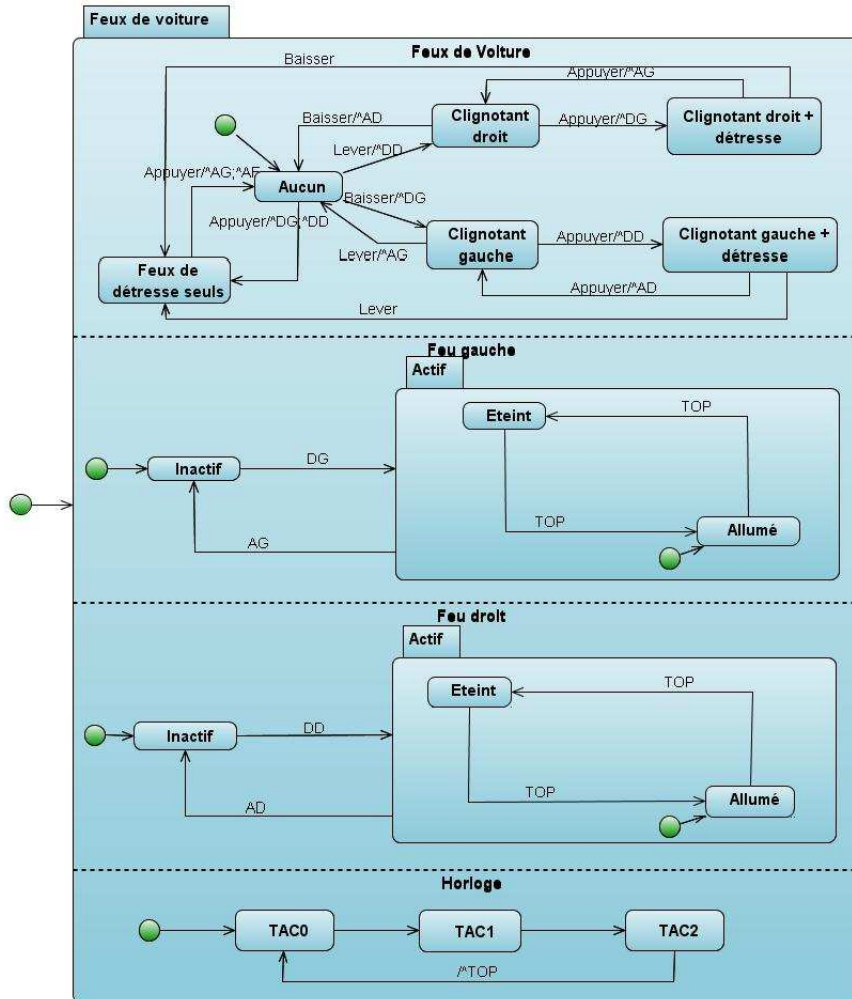 Feux de voiture
Feux de Voiture
Baisser
Appuyer/^AG
Baisser/^AD
Clignotant
droit
Appuyer/^DG
Clignotant droit +
détresse
Lever/^DD
Appuyer/^AG;^AF
Aucun
Baisser/^DG
Appuyer/^DG;^DD
Clignotant
gauche
Appuyer/^DD
Clignotant gauche +
détresse
Lever/^AG
Feux de
détresse seuls
Appuyer/^AD
Lever
Feu gauche
Actif
Eteint
TOP
Inactif
DG
TOP
Allumé
AG
Feu droit
Actif
Eteint
TOP
Inactif
DD
TOP
Allumé
AD
Horloge
TAC0
TAC1
TAC2
/^TOP